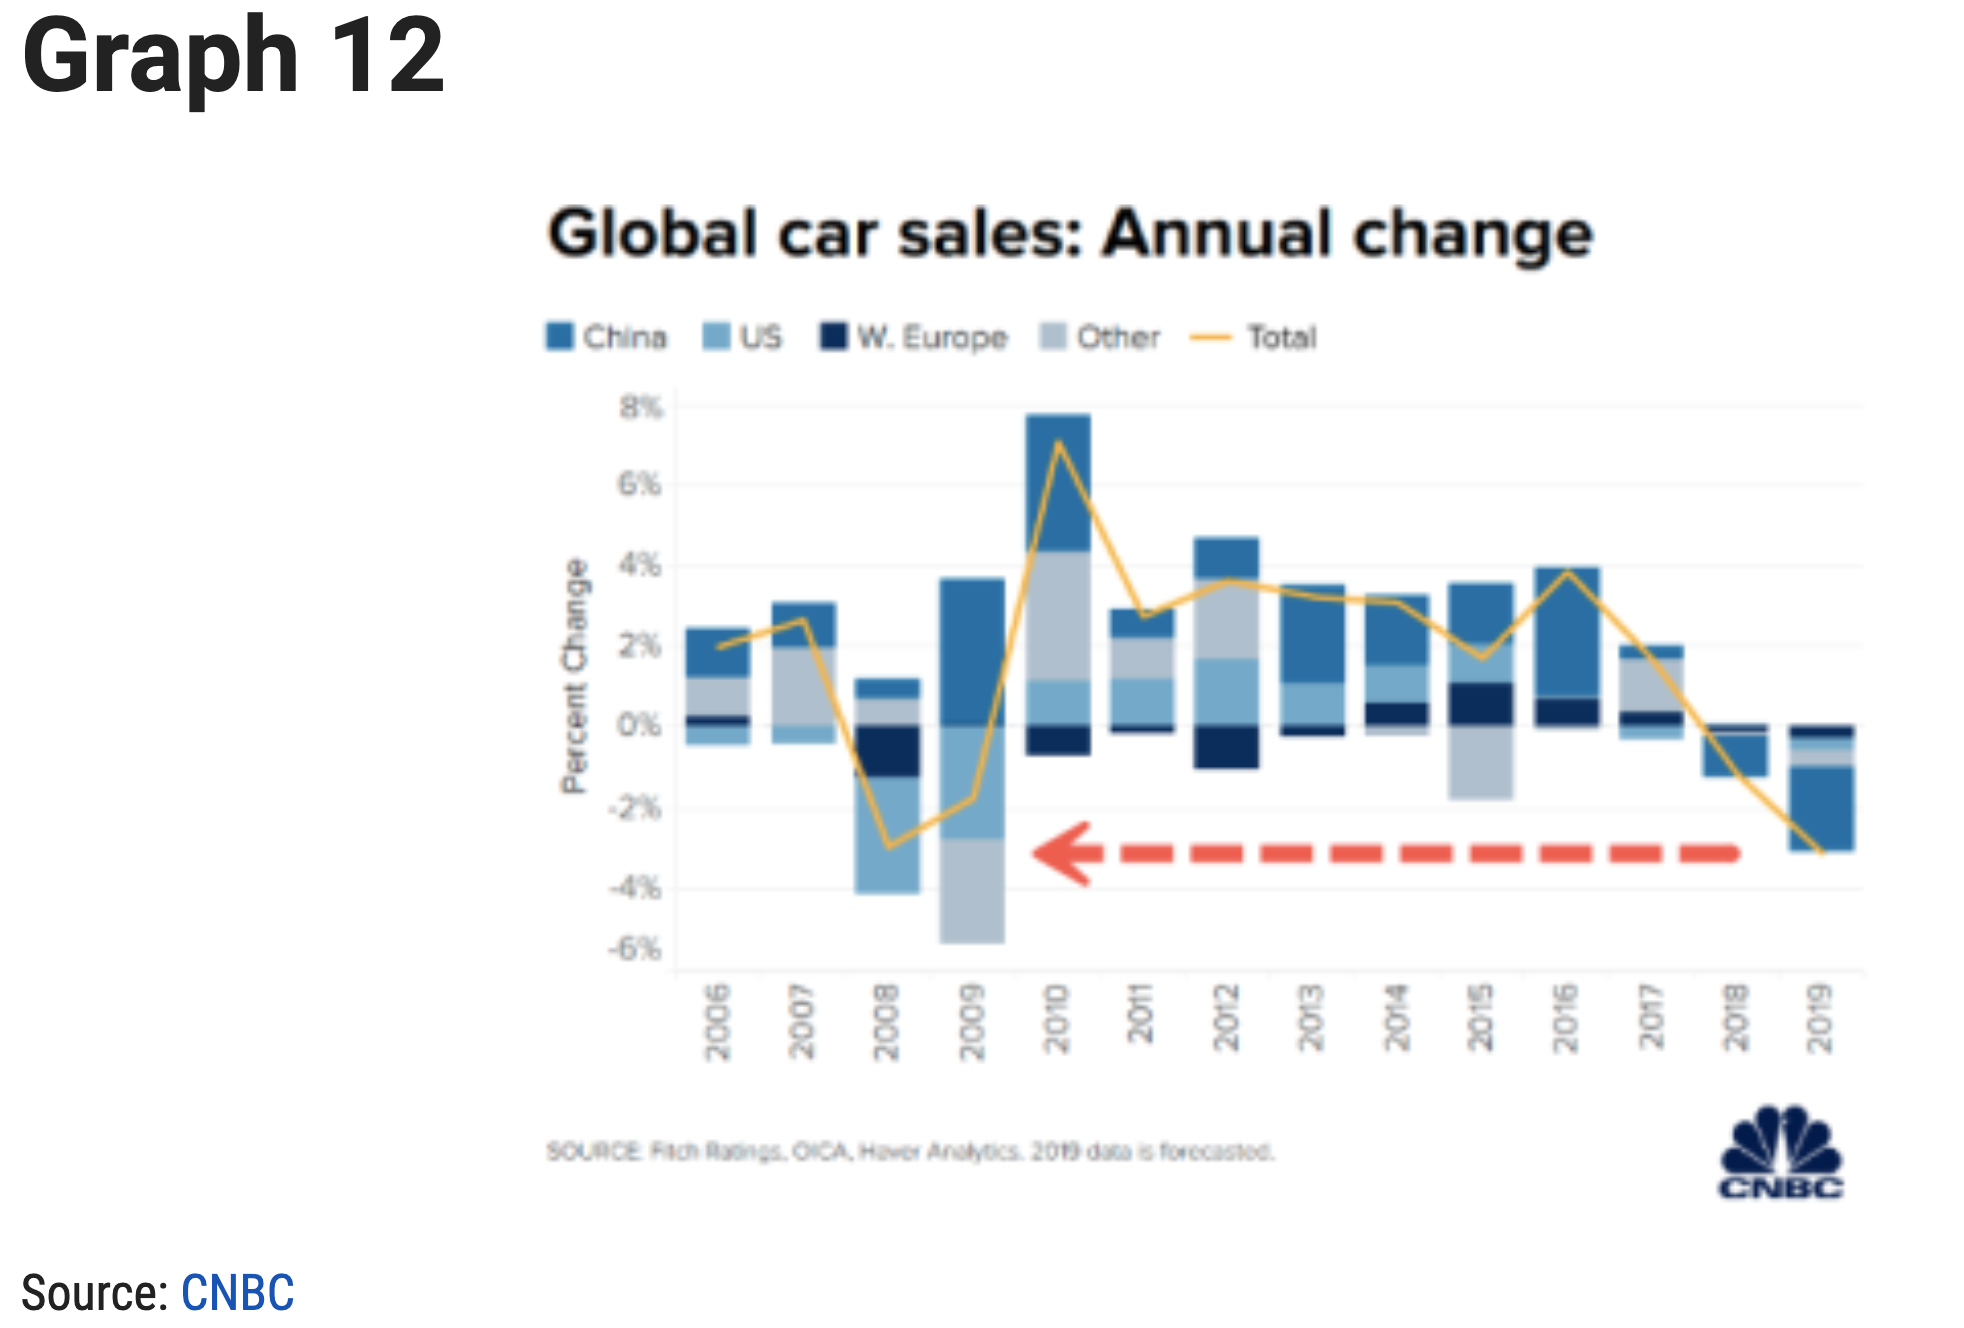 Graph 12
Global car sales: Annual change
China US W. Europe Other Total
8%
6%
4%
2%
0%
-2%
-4%
-6%
Percent Change
2006 2007 2008 2009 2010 2011 2012 2013 2014 2015 2016 2017 2018 2019
SOURCE: Fitch Ratings, OICA, Haver Analytics. 2019 data is forecasted.
CNBC
Source: CNBC